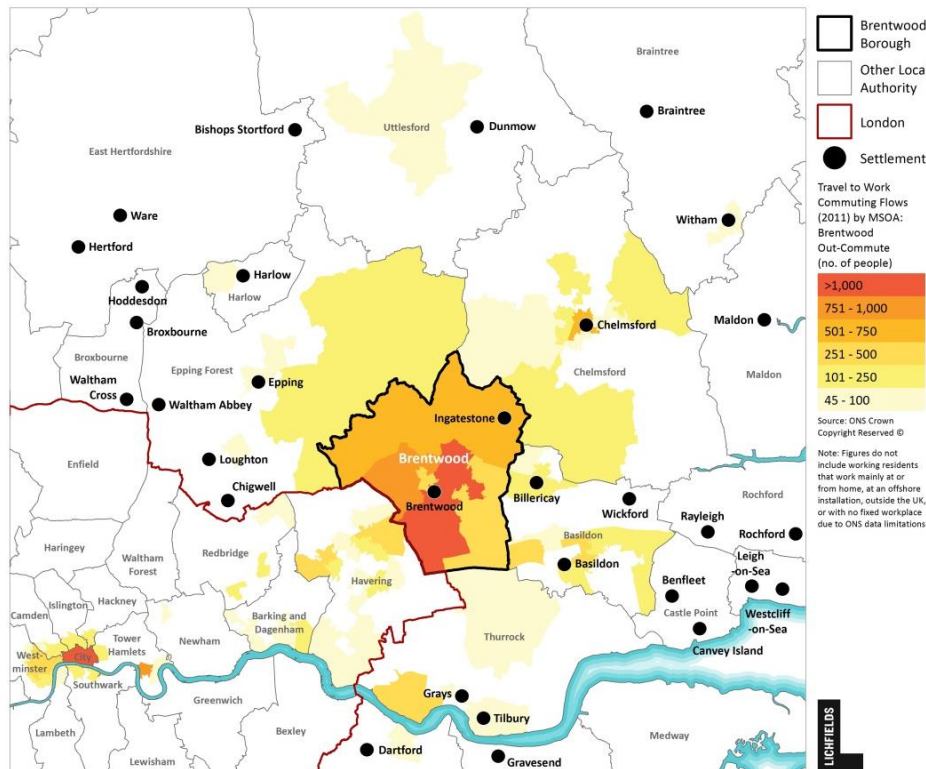 Braintree
Braintree
Bishops Stortford
Uttlesford
Dunmow
East Hertfordshire
Ware
Witham
Hertford
Harlow
Harlow
Hoddesdon
Broxbourne
Chelmsford
Maldon
Broxbourne
Epping Forest
Epping
Chelmsford
Maldon
Waltham
Cross
Waltham Abbey
Ingatestone
Enfield
Loughton
Brentwood
Chigwell
Brentwood
Billericay
Wickford
Rochford
Rayleigh
Rochford
Haringey
Waltham
Forest
Redbridge
Havering
Basildon
Basildon
Leigh
-on-Sea
Benfleet
Castle Point
Westcliff
-on-Sea
Canvey Island
Camden
Islington
Hackney
Barking and
Dagenham
West-
minster
City
Tower
Hamlets
Newham
Thurrock
Southwark
Greenwich
Grays
Tilbury
Lambeth
Bexley
Lewisham
Dartford
Gravesend
Medway
Brentwood
Borough
Other Loca
Authority
London
Settlement
Travel to Work
Commuting Flows
(2011) by MSOA:
Brentwood
Out-Commute
(no. of people)
>1,000
751 - 1,000
501 - 750
251 - 500
101 - 250
45 - 100
Source: ONS Crown
Copyright Reserved ©
Note: Figures do not
include working residents
that work mainly at or
from home, at an offshore
installation, outside the UK,
or with no fixed workplace
due to ONS data limitations
LICHFIELDS